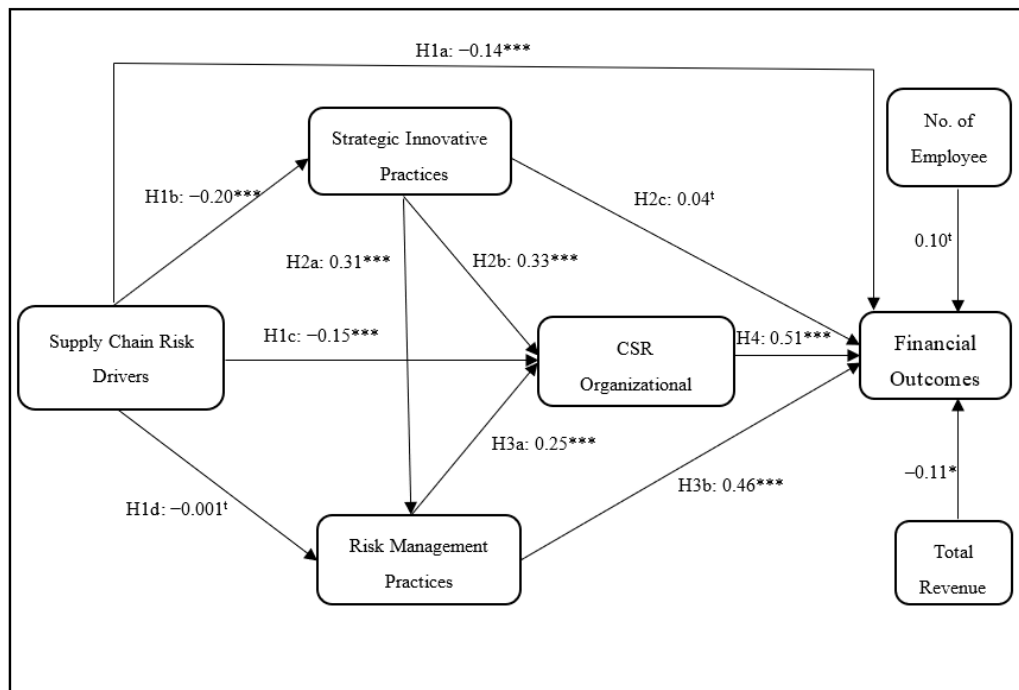 H1a: −0.14***
No. of
Employee
Strategic Innovative
Practices
H1b: −0.20***
H2c: 0.04ᵗ
0.10ᵗ
H2a: 0.31***
H2b: 0.33***
Supply Chain Risk
Drivers
H1c: −0.15***
CSR
Organizational
H4: 0.51***
Financial
Outcomes
H3a: 0.25***
H3b: 0.46***
−0.11*
H1d: −0.001ᵗ
Risk Management
Practices
Total
Revenue